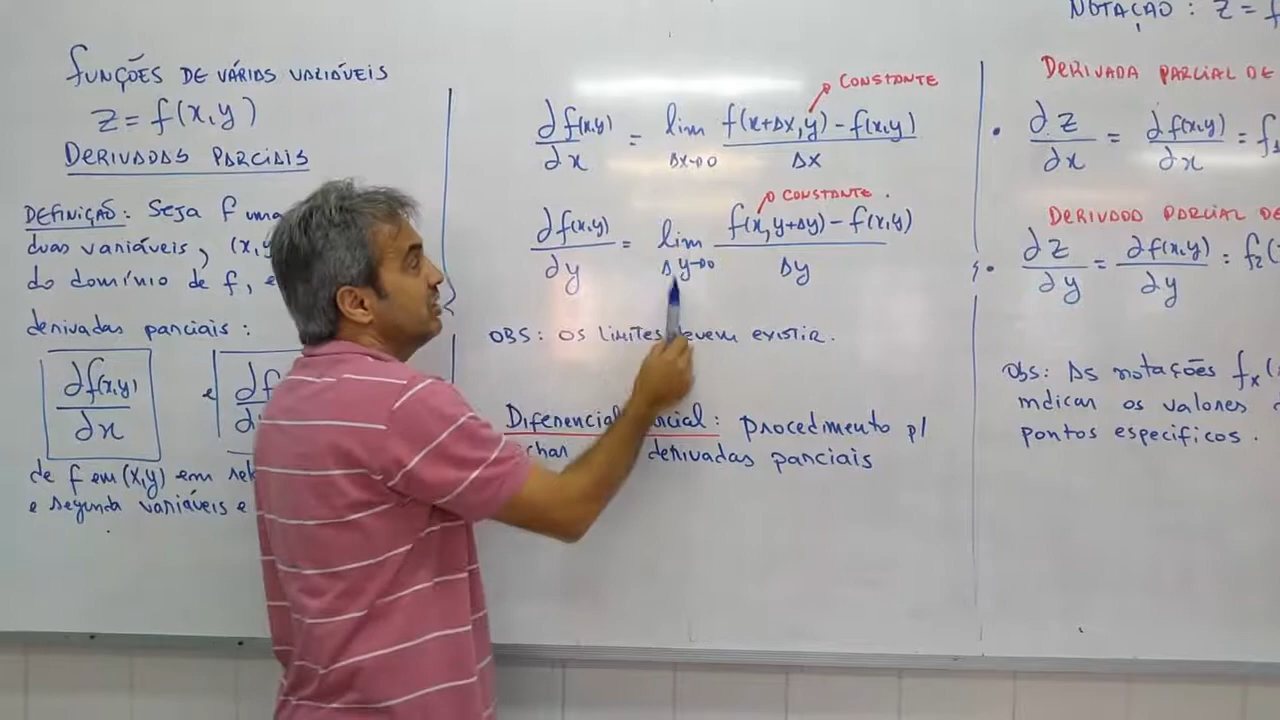 FUNÇÕES DE VÁRIAS VARIÁVEIS
z = f(x,y)
DERIVADAS PARCIAIS
DEFINIÇÃO: Seja f uma
duas variáveis, (x,y
do domínio de f, e
derivadas parciais:
∂f(x,y)/∂x e ∂f
de f em (x,y) em rel
e segunda variáveis e
∂f(x,y)/∂x = lim Δx→0 f(x+Δx,y) - f(x,y) / Δx
CONSTANTE
∂f(x,y)/∂y = lim Δy→0 f(x,y+Δy) - f(x,y) / Δy
CONSTANTE.
OBS: OS LIMITES devem EXISTIR.
Diferencial parcial: procedimento p/
achar derivadas parciais
NOTAÇÃO: z = f
DERIVADA PARCIAL DE
∂z/∂x = ∂f(x,y)/∂x = f1
DERIVADA PARCIAL DE
∂z/∂y = ∂f(x,y)/∂y = f2(
Obs: As notações fx(
indicam os valores
pontos específicos.